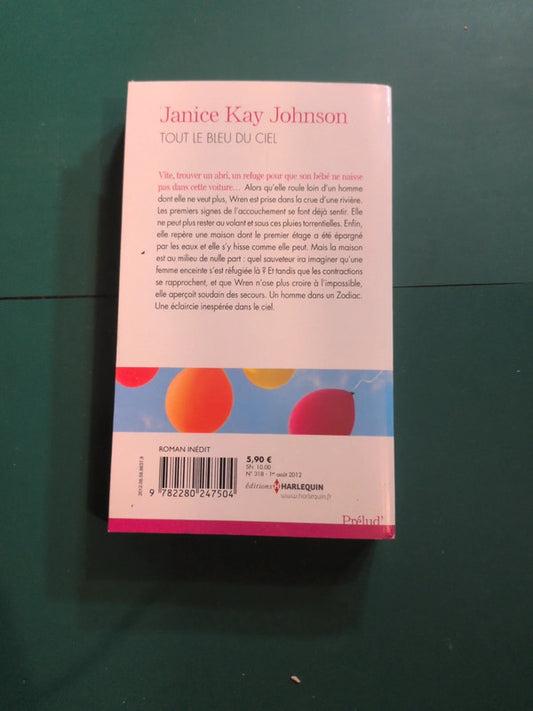 Janice Kay Johnson
TOUT LE BLEU DU CIEL
Vite, trouver un abri, un refuge pour que son bébé ne naisse
pas dans cette voiture... Alors qu'elle roule loin d'un homme
dont elle ne veut plus, Wren est prise dans la crue d'une rivière.
Les premiers signes de l'accouchement se font déjà sentir. Elle
ne peut plus rester au volant et sous ces pluies torrentielles. Enfin,
elle repère une maison dont le premier étage a été épargné
par les eaux et elle s'y hisse comme elle peut. Mais la maison
est au milieu de nulle part : quel sauveteur ira imaginer qu'une
femme enceinte s'est réfugiée là ? Et tandis que les contractions
se rapprochent, et que Wren n'ose plus croire à l'impossible,
elle aperçoit soudain des secours. Un homme dans un Zodiac.
Une éclaircie inespérée dans le ciel.
ROMAN INÉDIT
5,90 €
SFr. 10.00
N° 318 - 1er août 2012
éditions HARLEQUIN
www.harlequin.fr
9 782280 247504
Prélud'